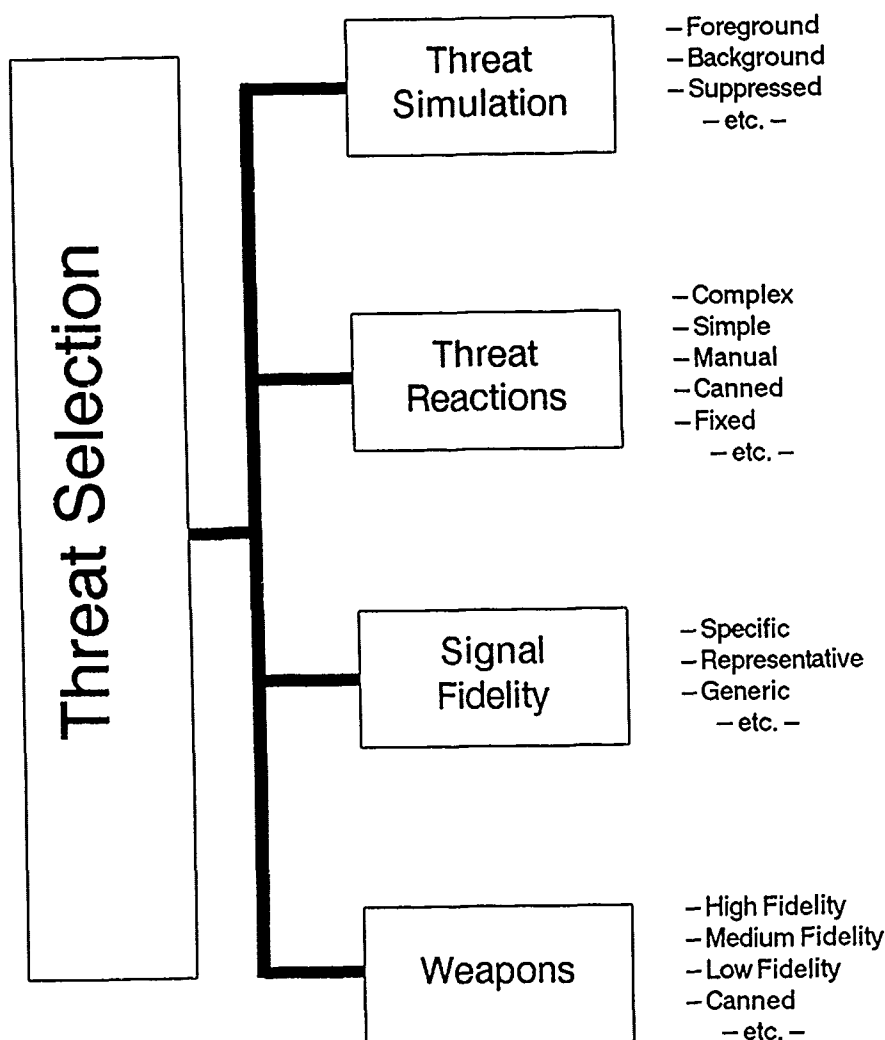 Threat Selection
Threat
Simulation
– Foreground
– Background
– Suppressed
– etc. –
Threat
Reactions
– Complex
– Simple
– Manual
– Canned
– Fixed
– etc. –
Signal
Fidelity
– Specific
– Representative
– Generic
– etc. –
Weapons
– High Fidelity
– Medium Fidelity
– Low Fidelity
– Canned
– etc. –